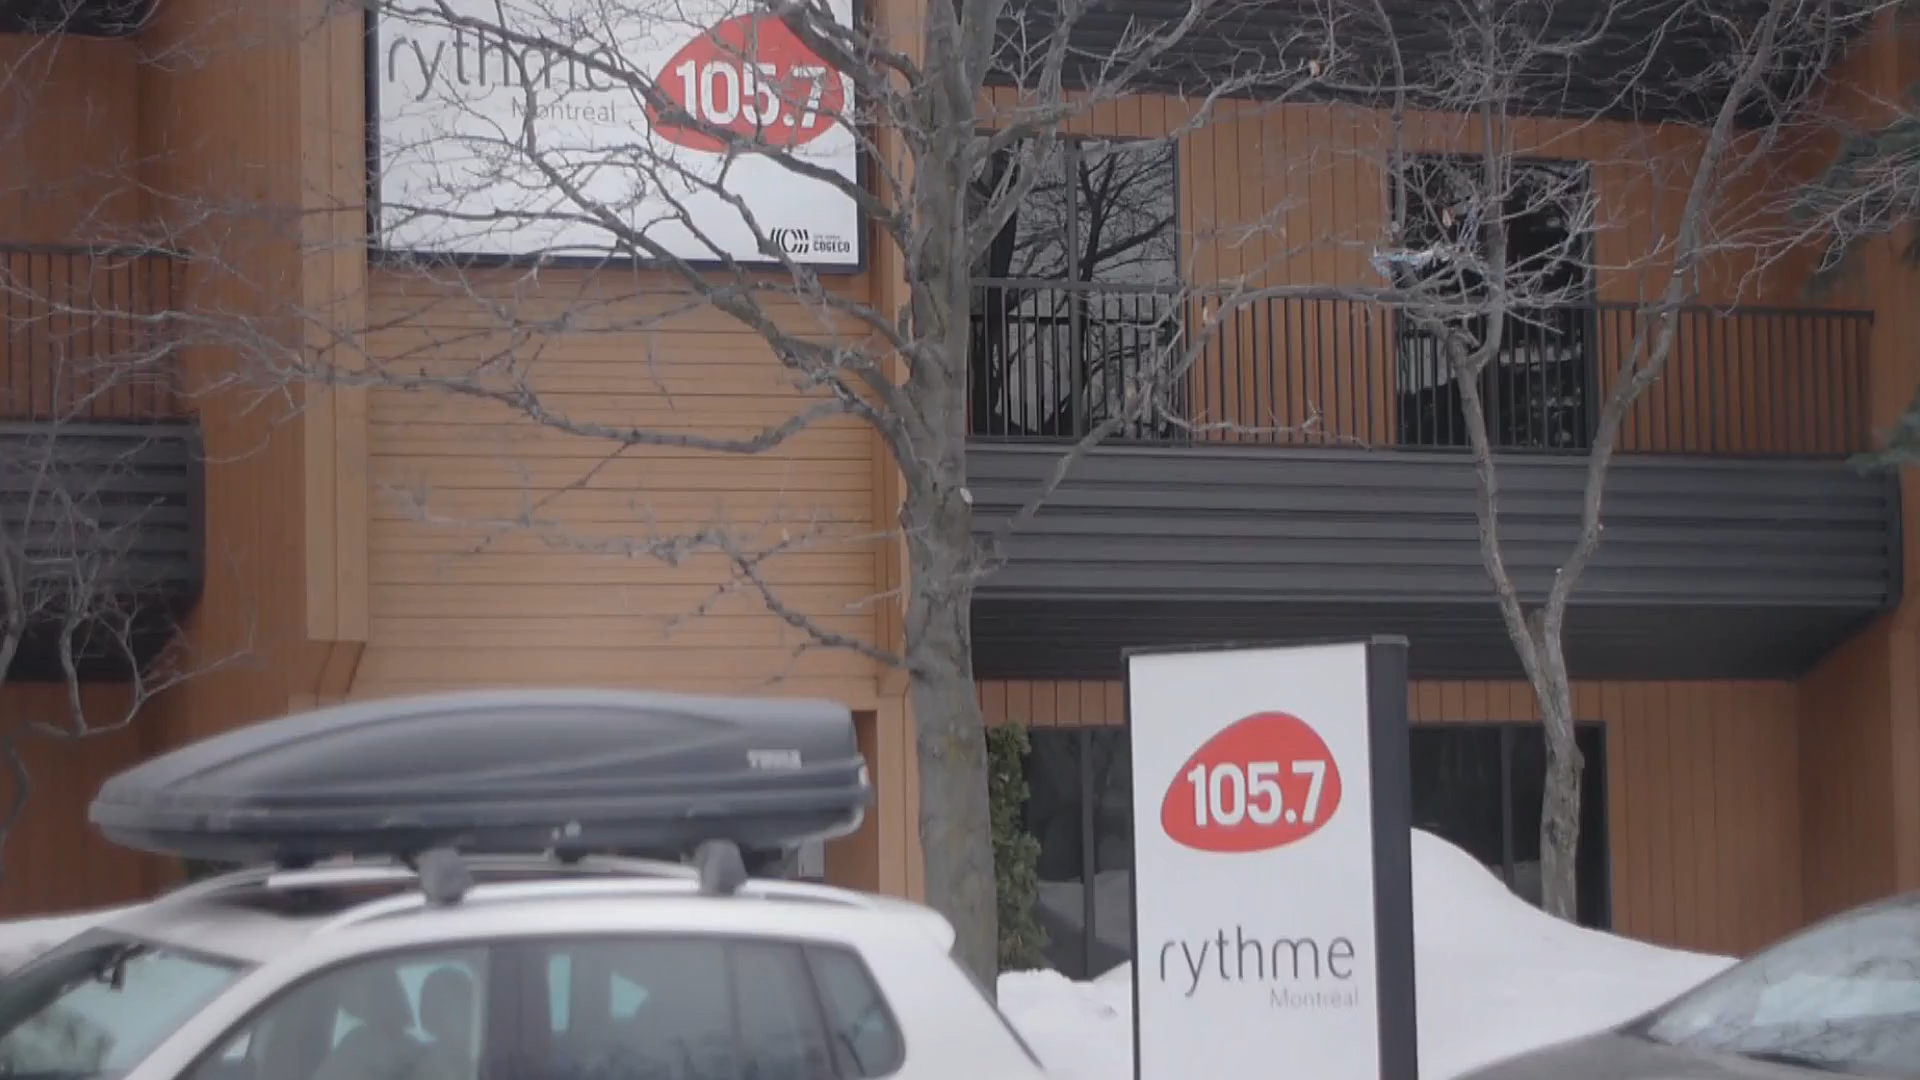 rythme
Montréal
105.7
COGECO
THULE
105.7
rythme
Montréal